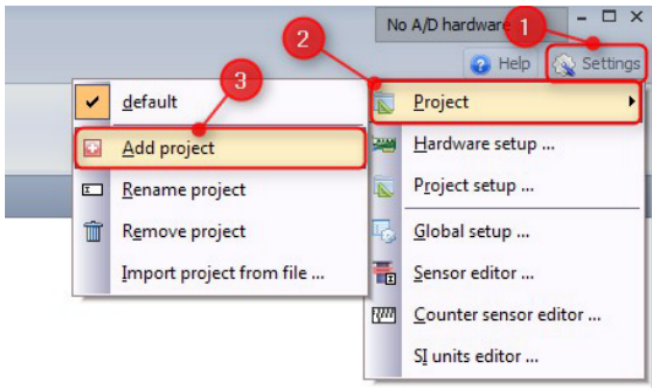 No A/D hardware
1
2
Help
Settings
3
default
Project
Add project
Hardware setup ...
Rename project
Project setup ...
Remove project
Global setup ...
Import project from file ...
Sensor editor ...
Counter sensor editor ...
SI units editor ...